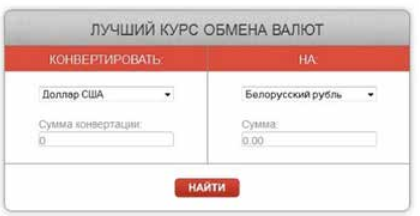 ЛУЧШИЙ КУРС ОБМЕНА ВАЛЮТ
КОНВЕРТИРОВАТЬ: НА:
Доллар США Белорусский рубль
Сумма конвертации: Сумма:
0 0.00
НАЙТИ